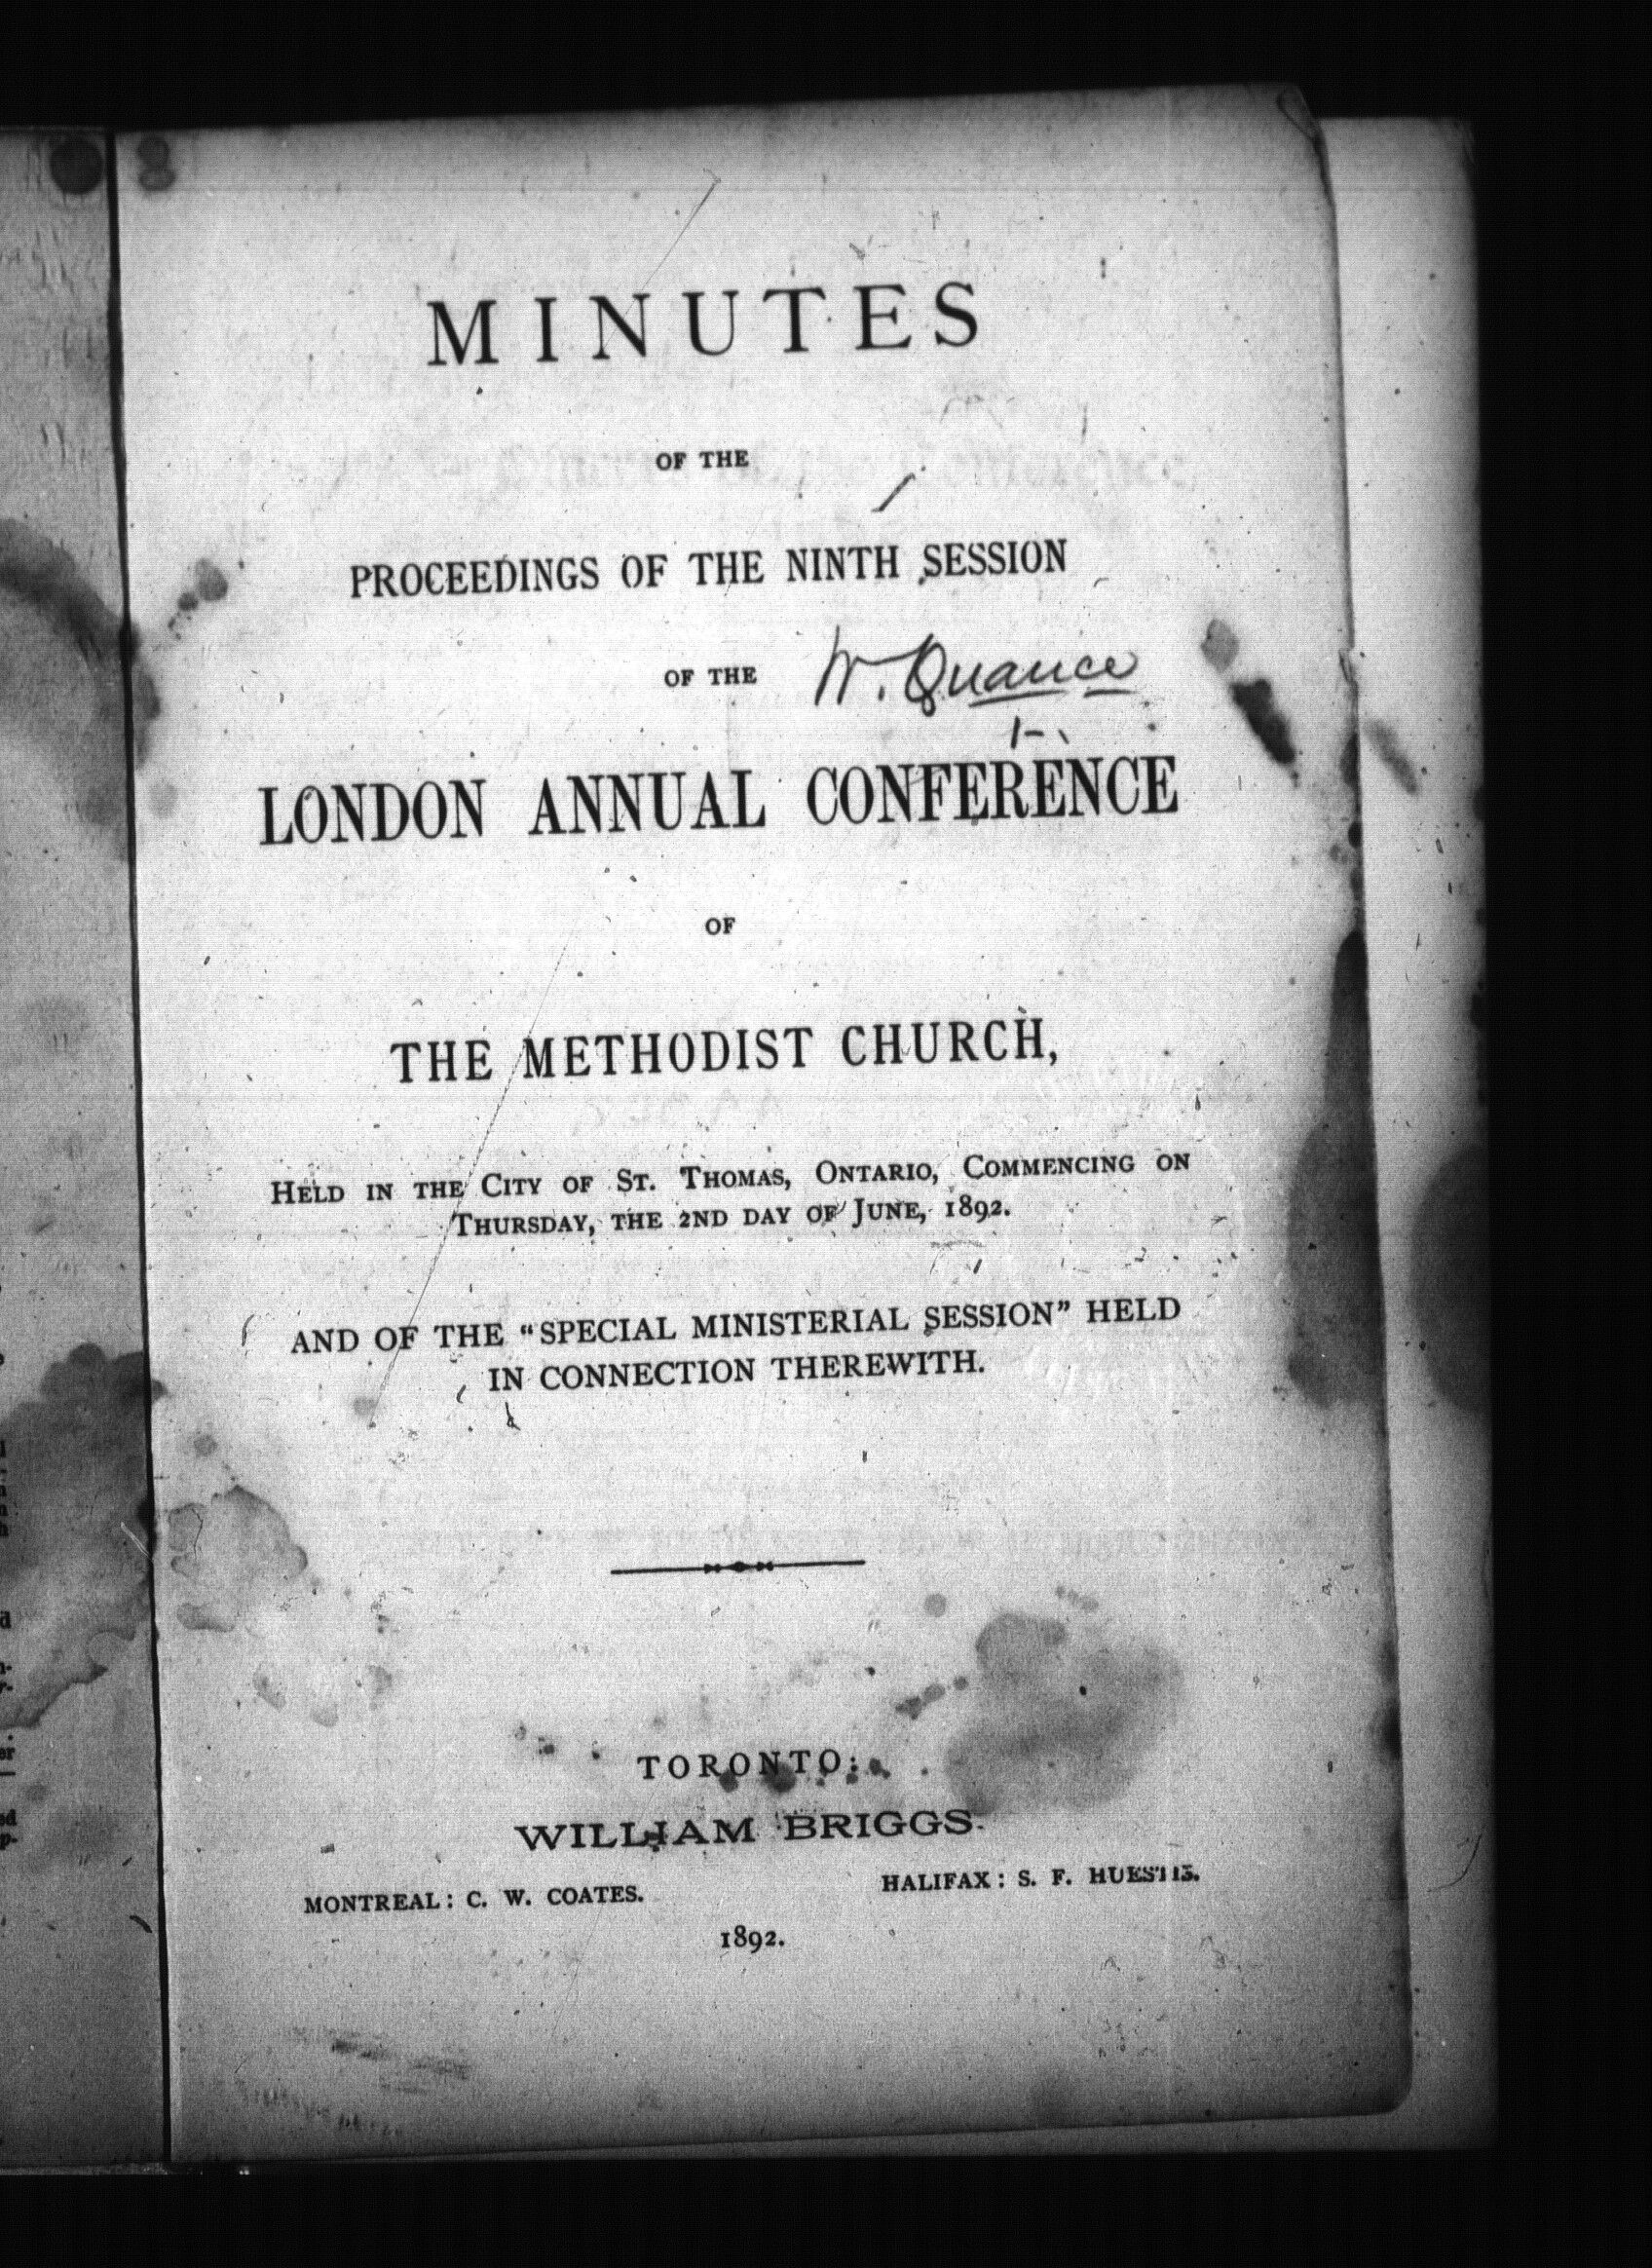 MINUTES
OF THE
PROCEEDINGS OF THE NINTH SESSION
OF THE W. Quance
LONDON ANNUAL CONFERENCE
OF
THE METHODIST CHURCH,
HELD IN THE CITY OF ST. THOMAS, ONTARIO, COMMENCING ON
THURSDAY, THE 2ND DAY OF JUNE, 1892.
AND OF THE "SPECIAL MINISTERIAL SESSION" HELD
IN CONNECTION THEREWITH.
TORONTO:
WILLIAM BRIGGS.
MONTREAL: C. W. COATES. HALIFAX: S. F. HUESTIS.
1892.